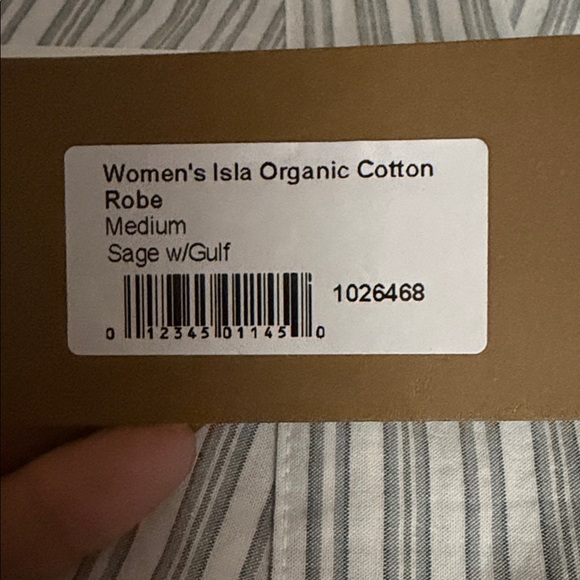 Women's Isla Organic Cotton
Robe
Medium
Sage w/Gulf
1026468
0 12345 01145 0